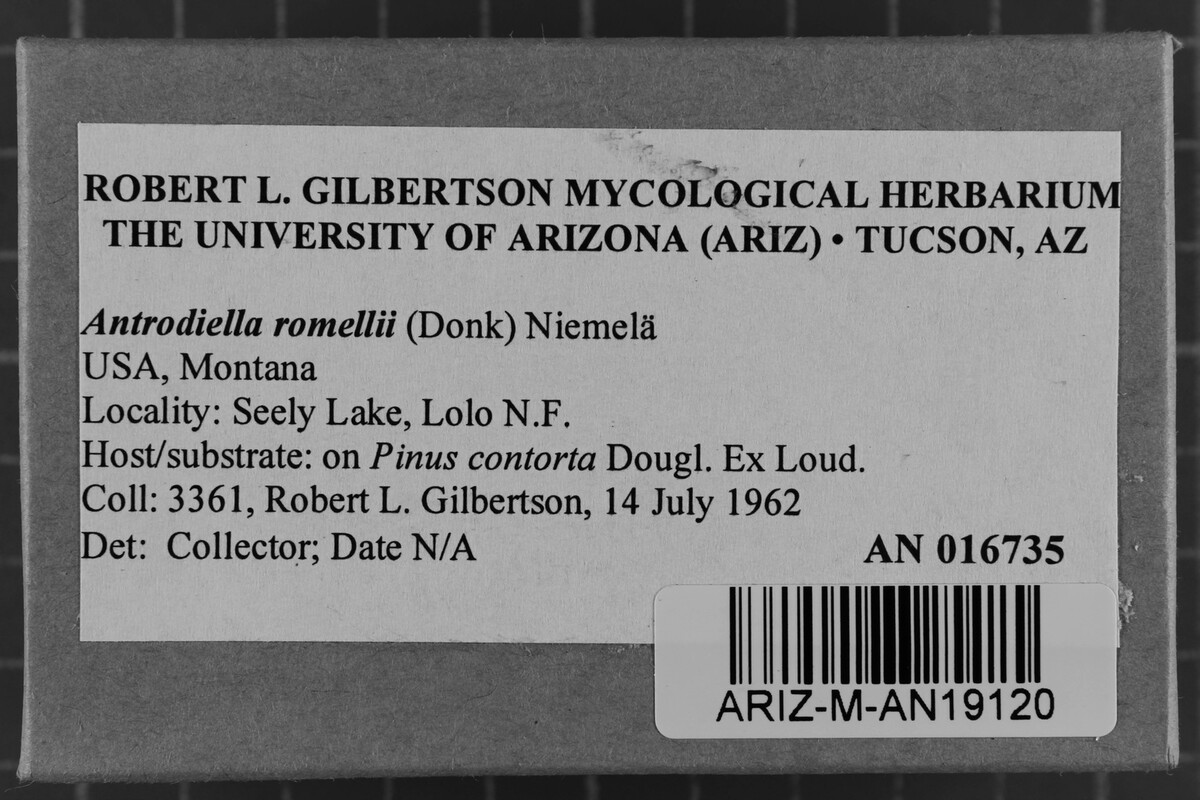 ROBERT L. GILBERTSON MYCOLOGICAL HERBARIUM
THE UNIVERSITY OF ARIZONA (ARIZ) • TUCSON, AZ
Antrodiella romellii (Donk) Niemelä
USA, Montana
Locality: Seely Lake, Lolo N.F.
Host/substrate: on Pinus contorta Dougl. Ex Loud.
Coll: 3361, Robert L. Gilbertson, 14 July 1962
Det: Collector; Date N/A
AN 016735
ARIZ-M-AN19120